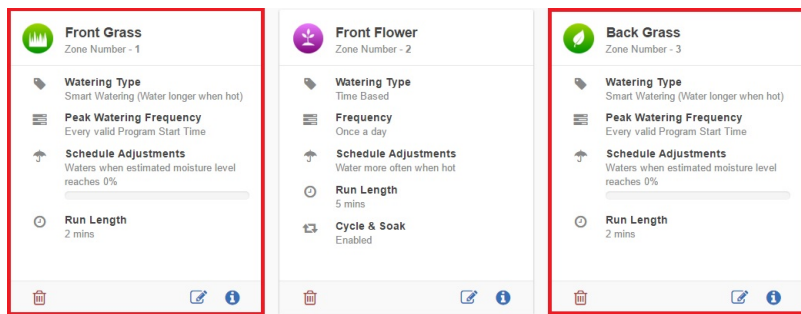 Front Grass
Zone Number - 1
Watering Type
Smart Watering (Water longer when hot)
Peak Watering Frequency
Every valid Program Start Time
Schedule Adjustments
Waters when estimated moisture level
reaches 0%
Run Length
2 mins
Front Flower
Zone Number - 2
Watering Type
Time Based
Frequency
Once a day
Schedule Adjustments
Water more often when hot
Run Length
5 mins
Cycle & Soak
Enabled
Back Grass
Zone Number - 3
Watering Type
Smart Watering (Water longer when hot)
Peak Watering Frequency
Every valid Program Start Time
Schedule Adjustments
Waters when estimated moisture level
reaches 0%
Run Length
2 mins